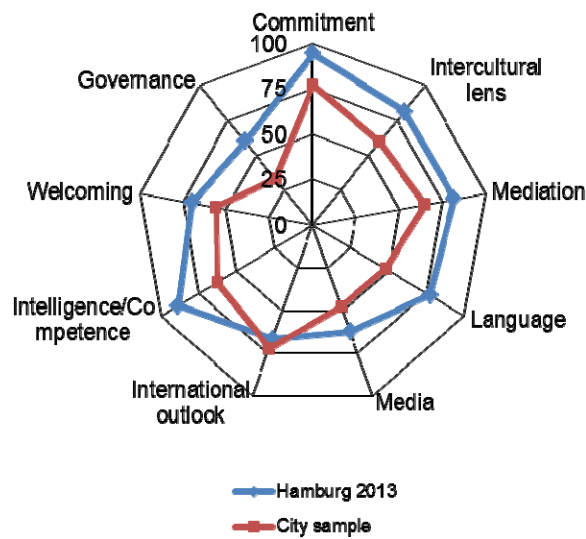 Commitment
100
75
50
25
0
Intercultural
lens
Mediation
Language
Media
International
outlook
Intelligence/Co
mpetence
Welcoming
Governance
Hamburg 2013
City sample